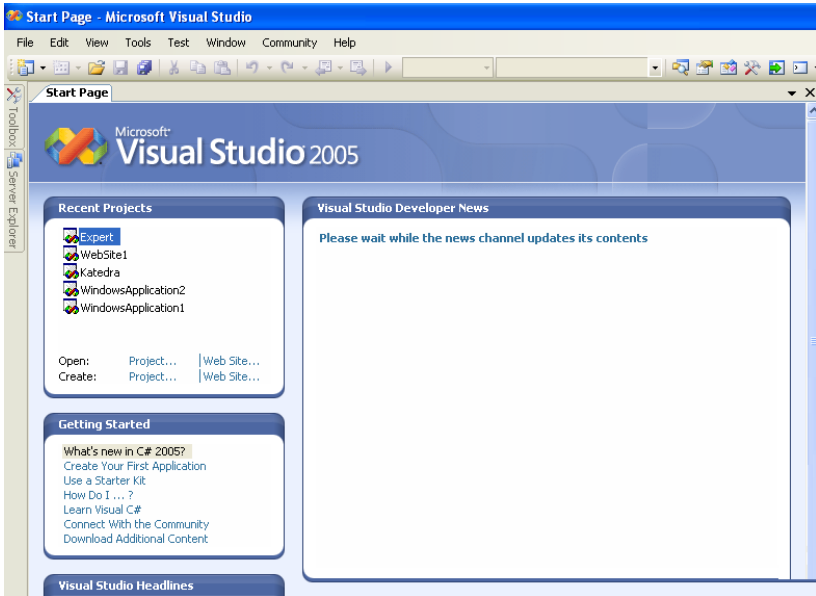 Start Page - Microsoft Visual Studio
File Edit View Tools Test Window Community Help
Start Page
Toolbox
Server Explorer
Microsoft
Visual Studio 2005
Recent Projects
Expert
WebSite1
Katedra
WindowsApplication2
WindowsApplication1
Open: Project... | Web Site...
Create: Project... | Web Site...
Getting Started
What's new in C# 2005?
Create Your First Application
Use a Starter Kit
How Do I ... ?
Learn Visual C#
Connect With the Community
Download Additional Content
Visual Studio Headlines
Visual Studio Developer News
Please wait while the news channel updates its contents